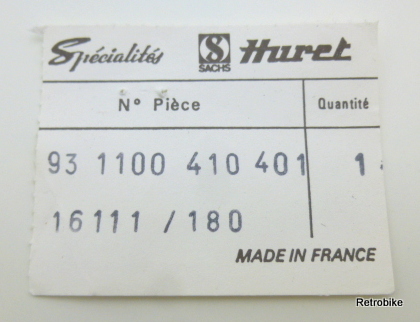 Spécialités S SACHS Huret
N° Pièce Quantité
93 1100 410 401 1
16111 / 180
MADE IN FRANCE
Retrobike